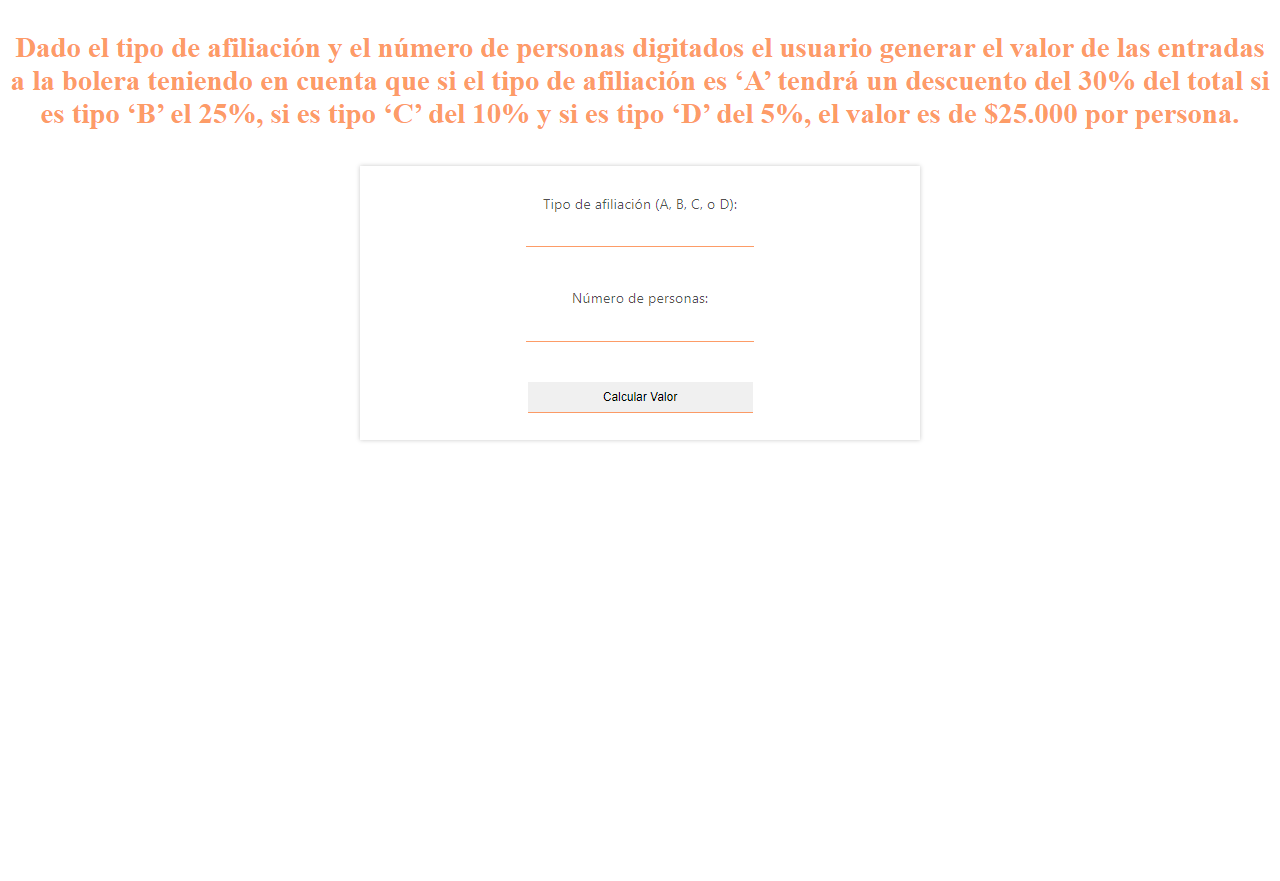 Dado el tipo de afiliación y el número de personas digitados el usuario generar el valor de las entradas
a la bolera teniendo en cuenta que si el tipo de afiliación es ‘A’ tendrá un descuento del 30% del total si
es tipo ‘B’ el 25%, si es tipo ‘C’ del 10% y si es tipo ‘D’ del 5%, el valor es de $25.000 por persona.
Tipo de afiliación (A, B, C, o D):
Número de personas:
Calcular Valor